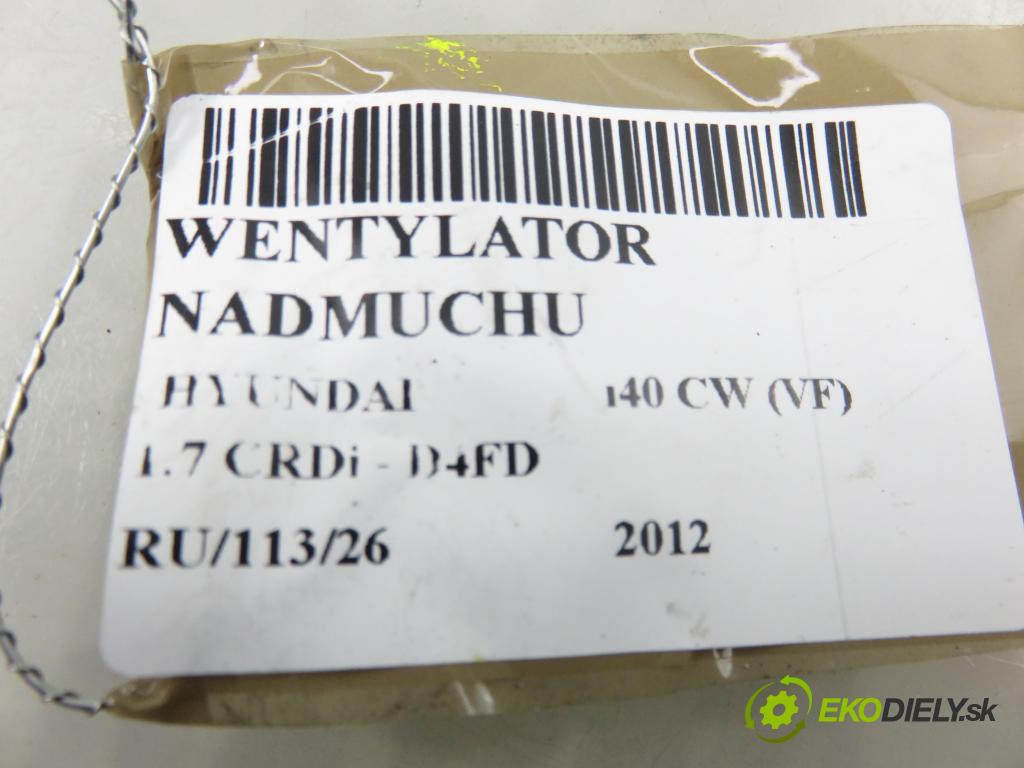 WENTYLATOR
NADMUCHU
HYUNDAI i40 CW (VF)
1.7 CRDi - D4FD
RU/113/26 2012
EKODIELY.sk